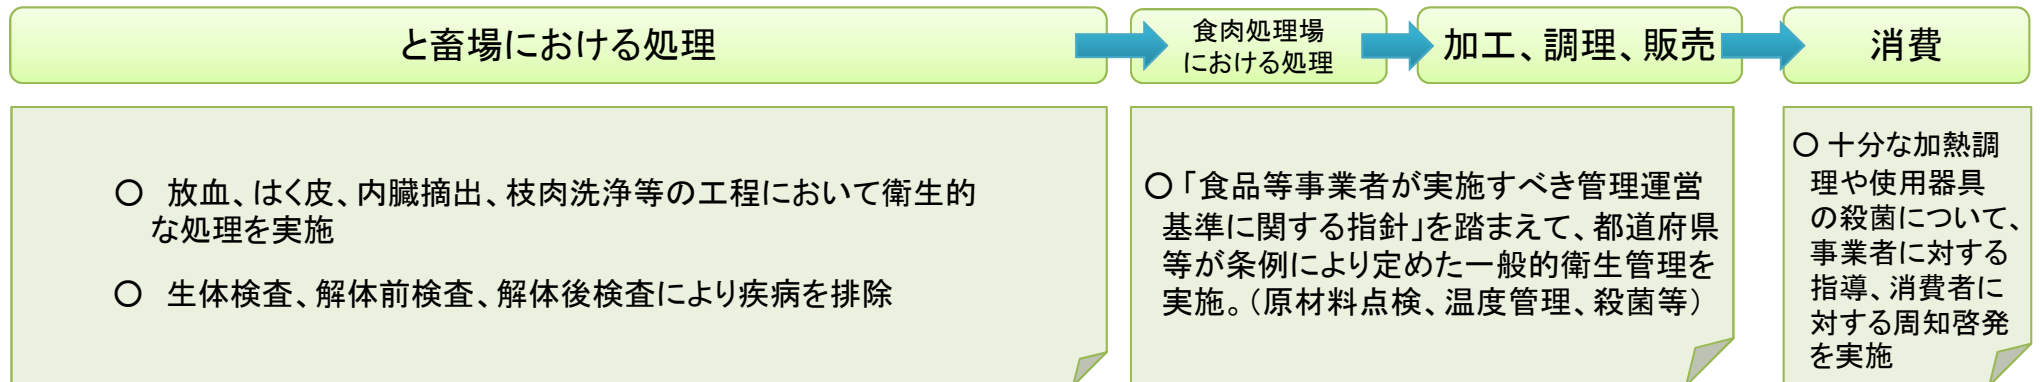 と畜場における処理
食肉処理場
における処理
加工、調理、販売
消費
○ 放血、はく皮、内臓摘出、枝肉洗浄等の工程において衛生的
な処理を実施
○ 生体検査、解体前検査、解体後検査により疾病を排除
○「食品等事業者が実施すべき管理運営
基準に関する指針」を踏まえて、都道府県
等が条例により定めた一般的衛生管理を
実施。（原材料点検、温度管理、殺菌等）
○ 十分な加熱調
理や使用器具
の殺菌について、
事業者に対する
指導、消費者に
対する周知啓発
を実施